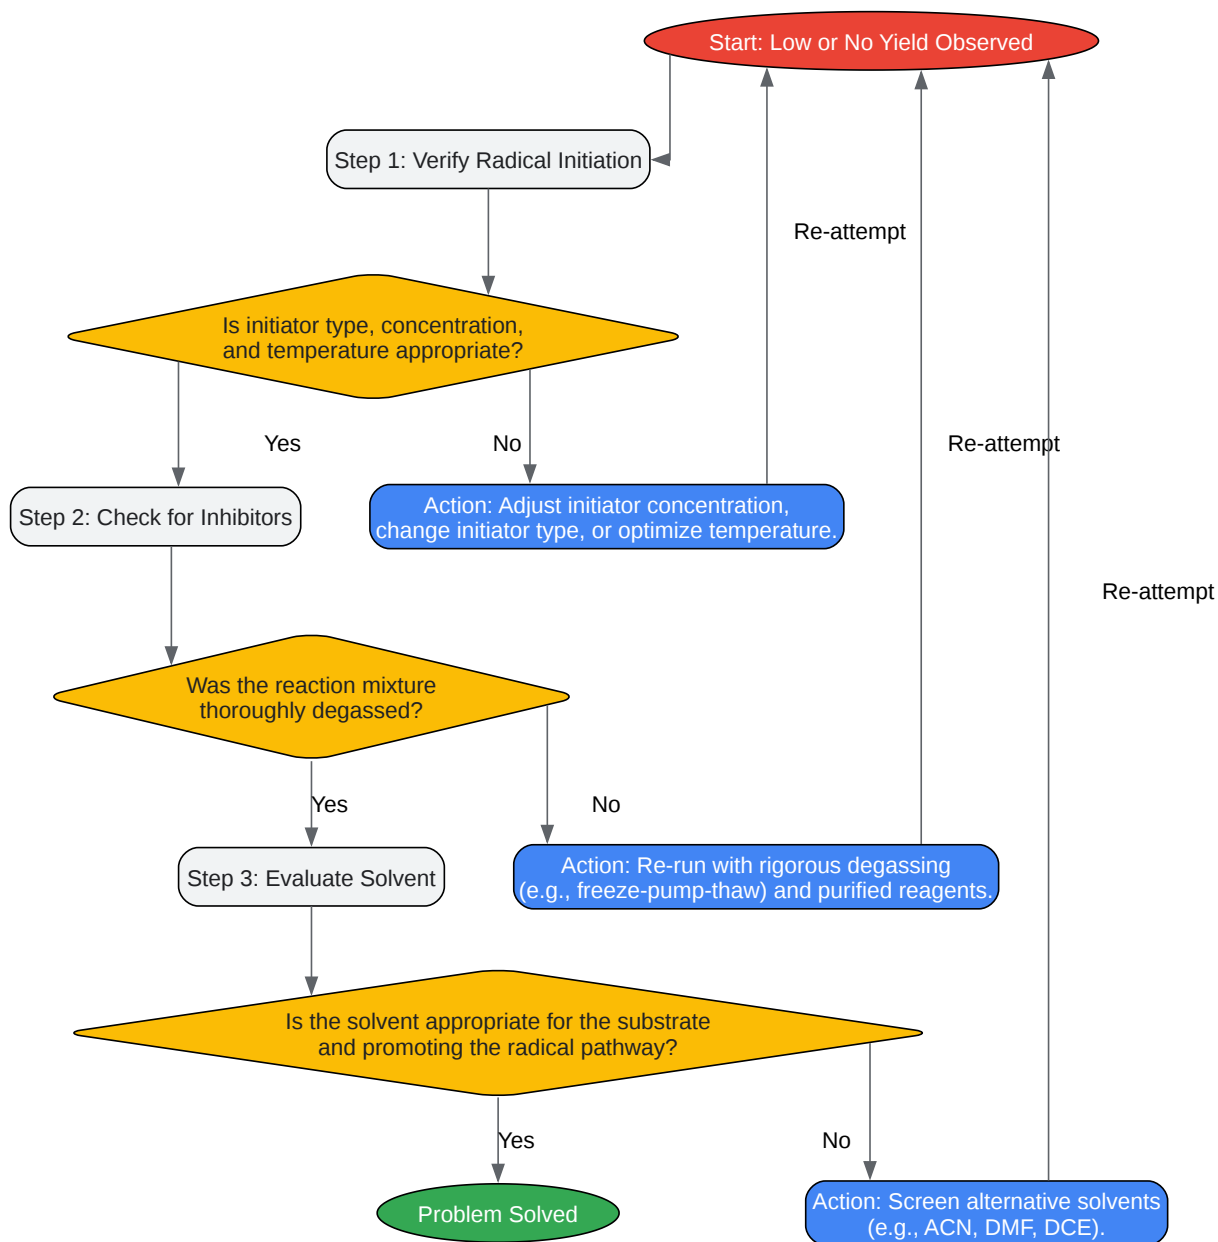 Start: Low or No Yield Observed
Step 1: Verify Radical Initiation
Re-attempt
Is initiator type, concentration,
and temperature appropriate?
Yes
No
Re-attempt
Step 2: Check for Inhibitors
Action: Adjust initiator concentration,
change initiator type, or optimize temperature.
Re-attempt
Was the reaction mixture
thoroughly degassed?
Yes
No
Step 3: Evaluate Solvent
Action: Re-run with rigorous degassing
(e.g., freeze-pump-thaw) and purified reagents.
Is the solvent appropriate for the substrate
and promoting the radical pathway?
Yes
No
Problem Solved
Action: Screen alternative solvents
(e.g., ACN, DMF, DCE).